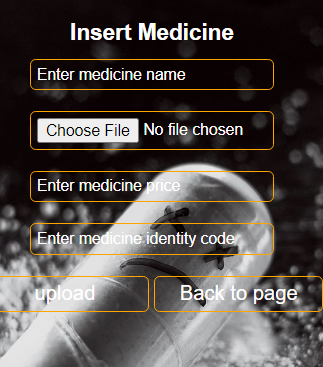 Insert Medicine
Enter medicine name
Choose File No file chosen
Enter medicine price
Enter medicine identity code
upload Back to page